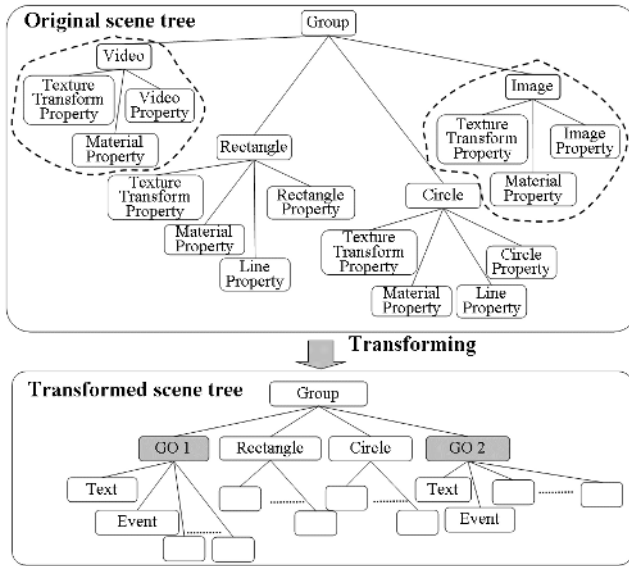 Original scene tree
Group
Video
Image
Texture
Transform
Property
Video
Property
Material
Property
Texture
Transform
Property
Image
Property
Material
Property
Rectangle
Circle
Texture
Transform
Property
Rectangle
Property
Material
Property
Line
Property
Texture
Transform
Property
Circle
Property
Material
Property
Line
Property
Transforming
Transformed scene tree
Group
GO 1
Rectangle
Circle
GO 2
Text
Event
Text
Event